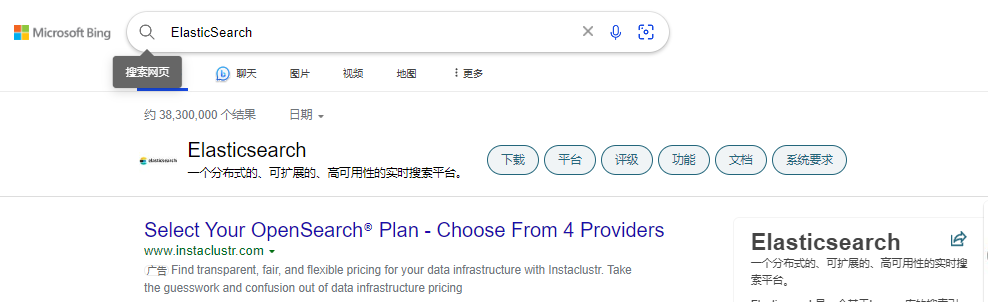 Microsoft Bing
ElasticSearch
搜索网页
聊天 图片 视频 地图 更多
约 38,300,000 个结果 日期
elasticsearch
Elasticsearch
一个分布式的、可扩展的、高可用性的实时搜索平台。
下载 平台 评级 功能 文档 系统要求
Select Your OpenSearch® Plan - Choose From 4 Providers
www.instaclustr.com
广告 Find transparent, fair, and flexible pricing for your data infrastructure with Instaclustr. Take
the guesswork and confusion out of data infrastructure pricing
Elasticsearch
一个分布式的、可扩展的、高可用性的实时搜
索平台。